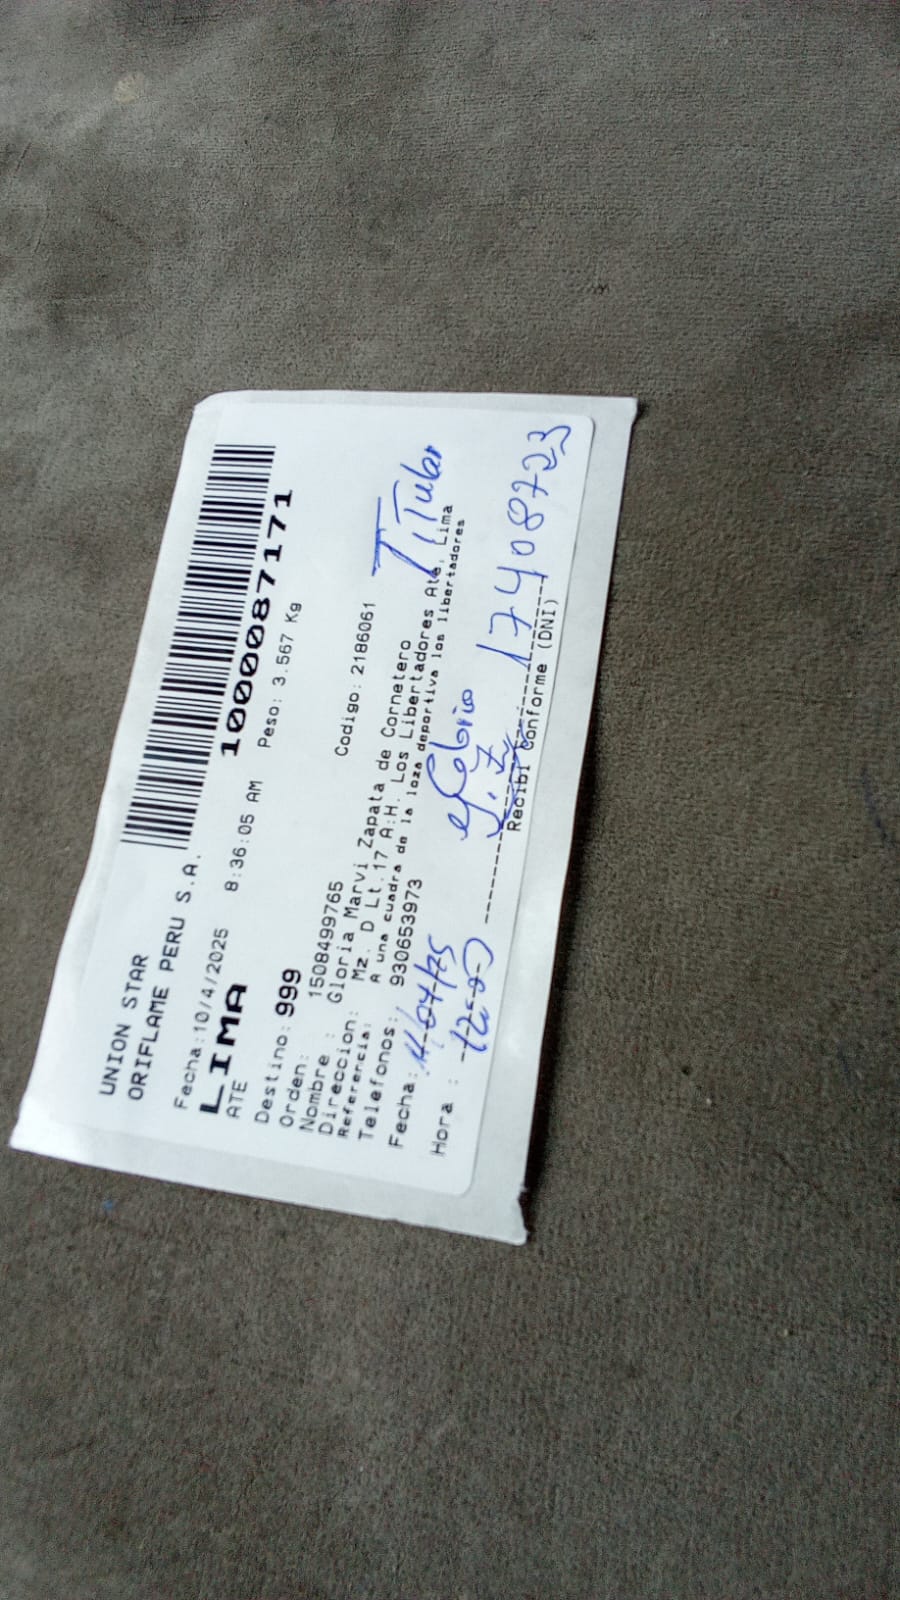 UNION STAR
ORIFLAME PERU S.A.
Fecha:10/4/2025 8:36:05 AM
LIMA 1000087171
ATE Peso: 3.567 Kg
Destino: 999
Orden: 1508499765 Codigo: 2186061
Nombre : Gloria Marvi Zapata de Cornetero
Direccion: Mz. D Lt.17 A.H. Los Libertadores Ate, Lima
Referencia: A una cuadra de la loza deportiva los libertadores
Telefonos: 930653973
TiTular
Fecha: 11/04/25
Hora :
17408723
Recibi Conforme (DNI)